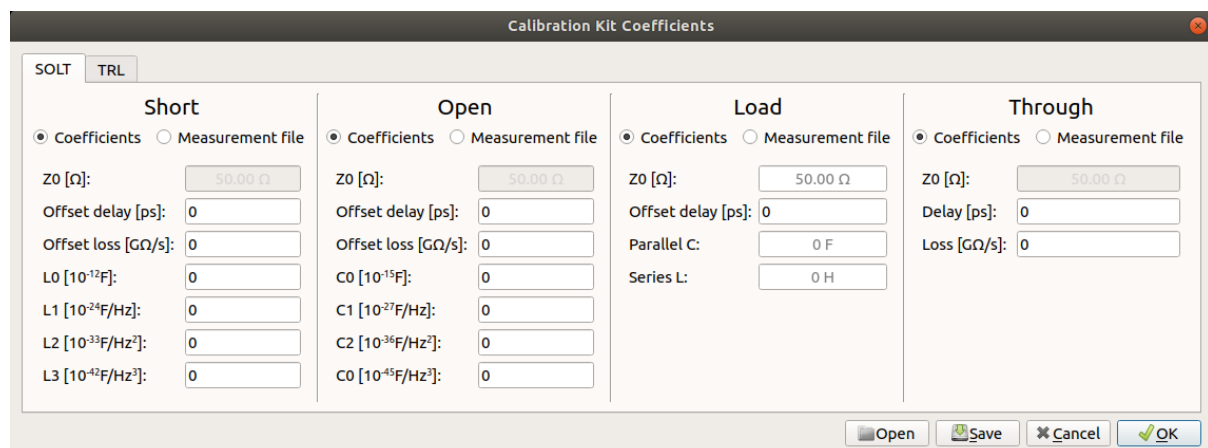 Calibration Kit Coefficients
SOLT TRL
Short
Coefficients Measurement file
Z0 [Ω]: 50.00 Ω
Offset delay [ps]: 0
Offset loss [GΩ/s]: 0
L0 [10⁻¹²F]: 0
L1 [10⁻²⁴F/Hz]: 0
L2 [10⁻³³F/Hz²]: 0
L3 [10⁻⁴²F/Hz³]: 0
Open
Coefficients Measurement file
Z0 [Ω]: 50.00 Ω
Offset delay [ps]: 0
Offset loss [GΩ/s]: 0
C0 [10⁻¹⁵F]: 0
C1 [10⁻²⁷F/Hz]: 0
C2 [10⁻³⁶F/Hz²]: 0
C0 [10⁻⁴⁵F/Hz³]: 0
Load
Coefficients Measurement file
Z0 [Ω]: 50.00 Ω
Offset delay [ps]: 0
Parallel C: 0 F
Series L: 0 H
Through
Coefficients Measurement file
Z0 [Ω]: 50.00 Ω
Delay [ps]: 0
Loss [GΩ/s]: 0
Open Save Cancel OK